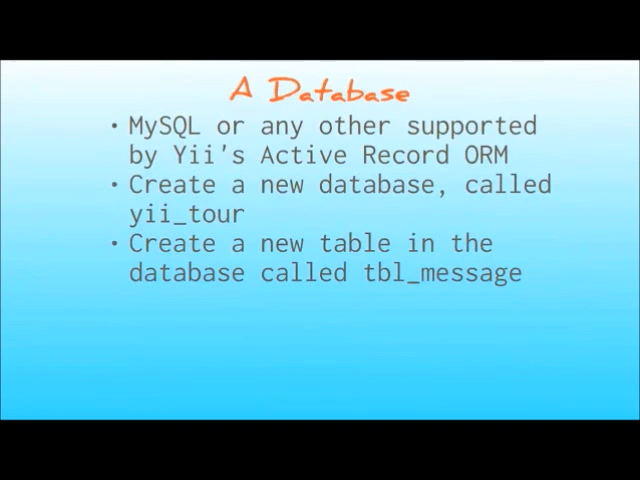 A Database
• MySQL or any other supported
by Yii's Active Record ORM
• Create a new database, called
yii_tour
• Create a new table in the
database called tbl_message